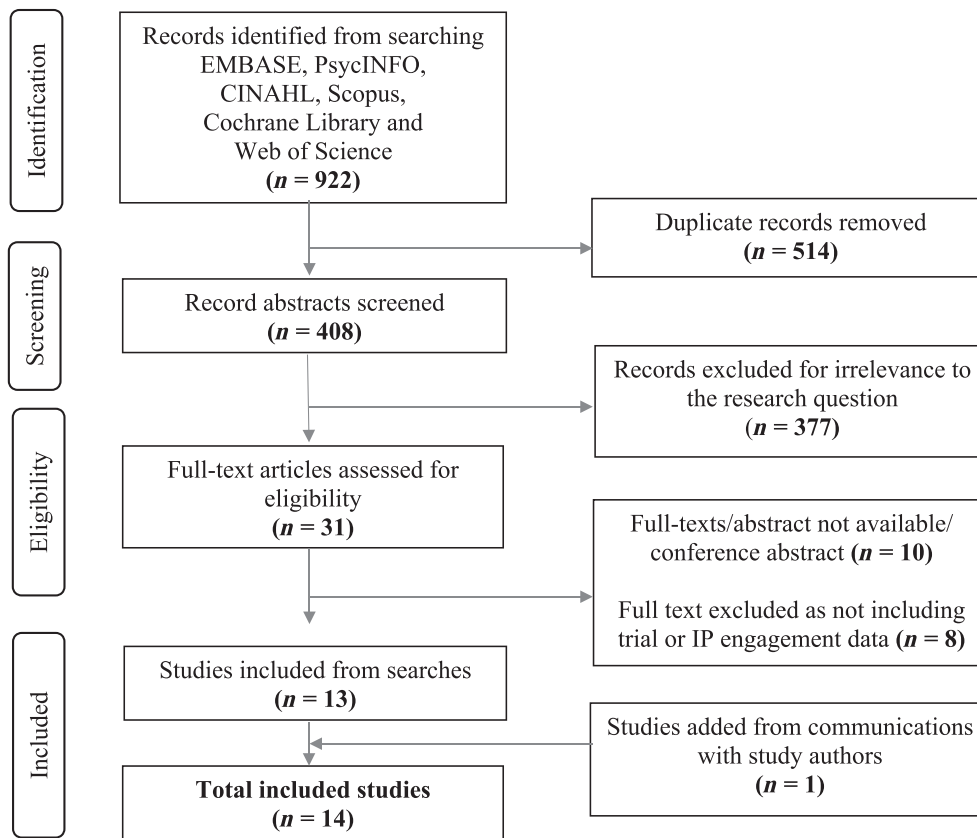 Identification
Records identified from searching
EMBASE, PsycINFO,
CINAHL, Scopus,
Cochrane Library and
Web of Science
(n = 922)
Duplicate records removed
(n = 514)
Screening
Record abstracts screened
(n = 408)
Records excluded for irrelevance to
the research question
(n = 377)
Eligibility
Full-text articles assessed for
eligibility
(n = 31)
Full-texts/abstract not available/
conference abstract (n = 10)
Full text excluded as not including
trial or IP engagement data (n = 8)
Included
Studies included from searches
(n = 13)
Studies added from communications
with study authors
(n = 1)
Total included studies
(n = 14)